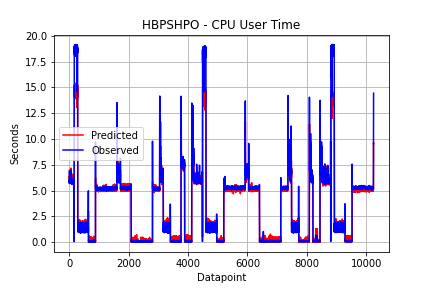 HBPSHPO - CPU User Time
20.0
17.5
15.0
12.5
10.0
7.5
5.0
2.5
0.0
Seconds
Predicted
Observed
0 2000 4000 6000 8000 10000
Datapoint